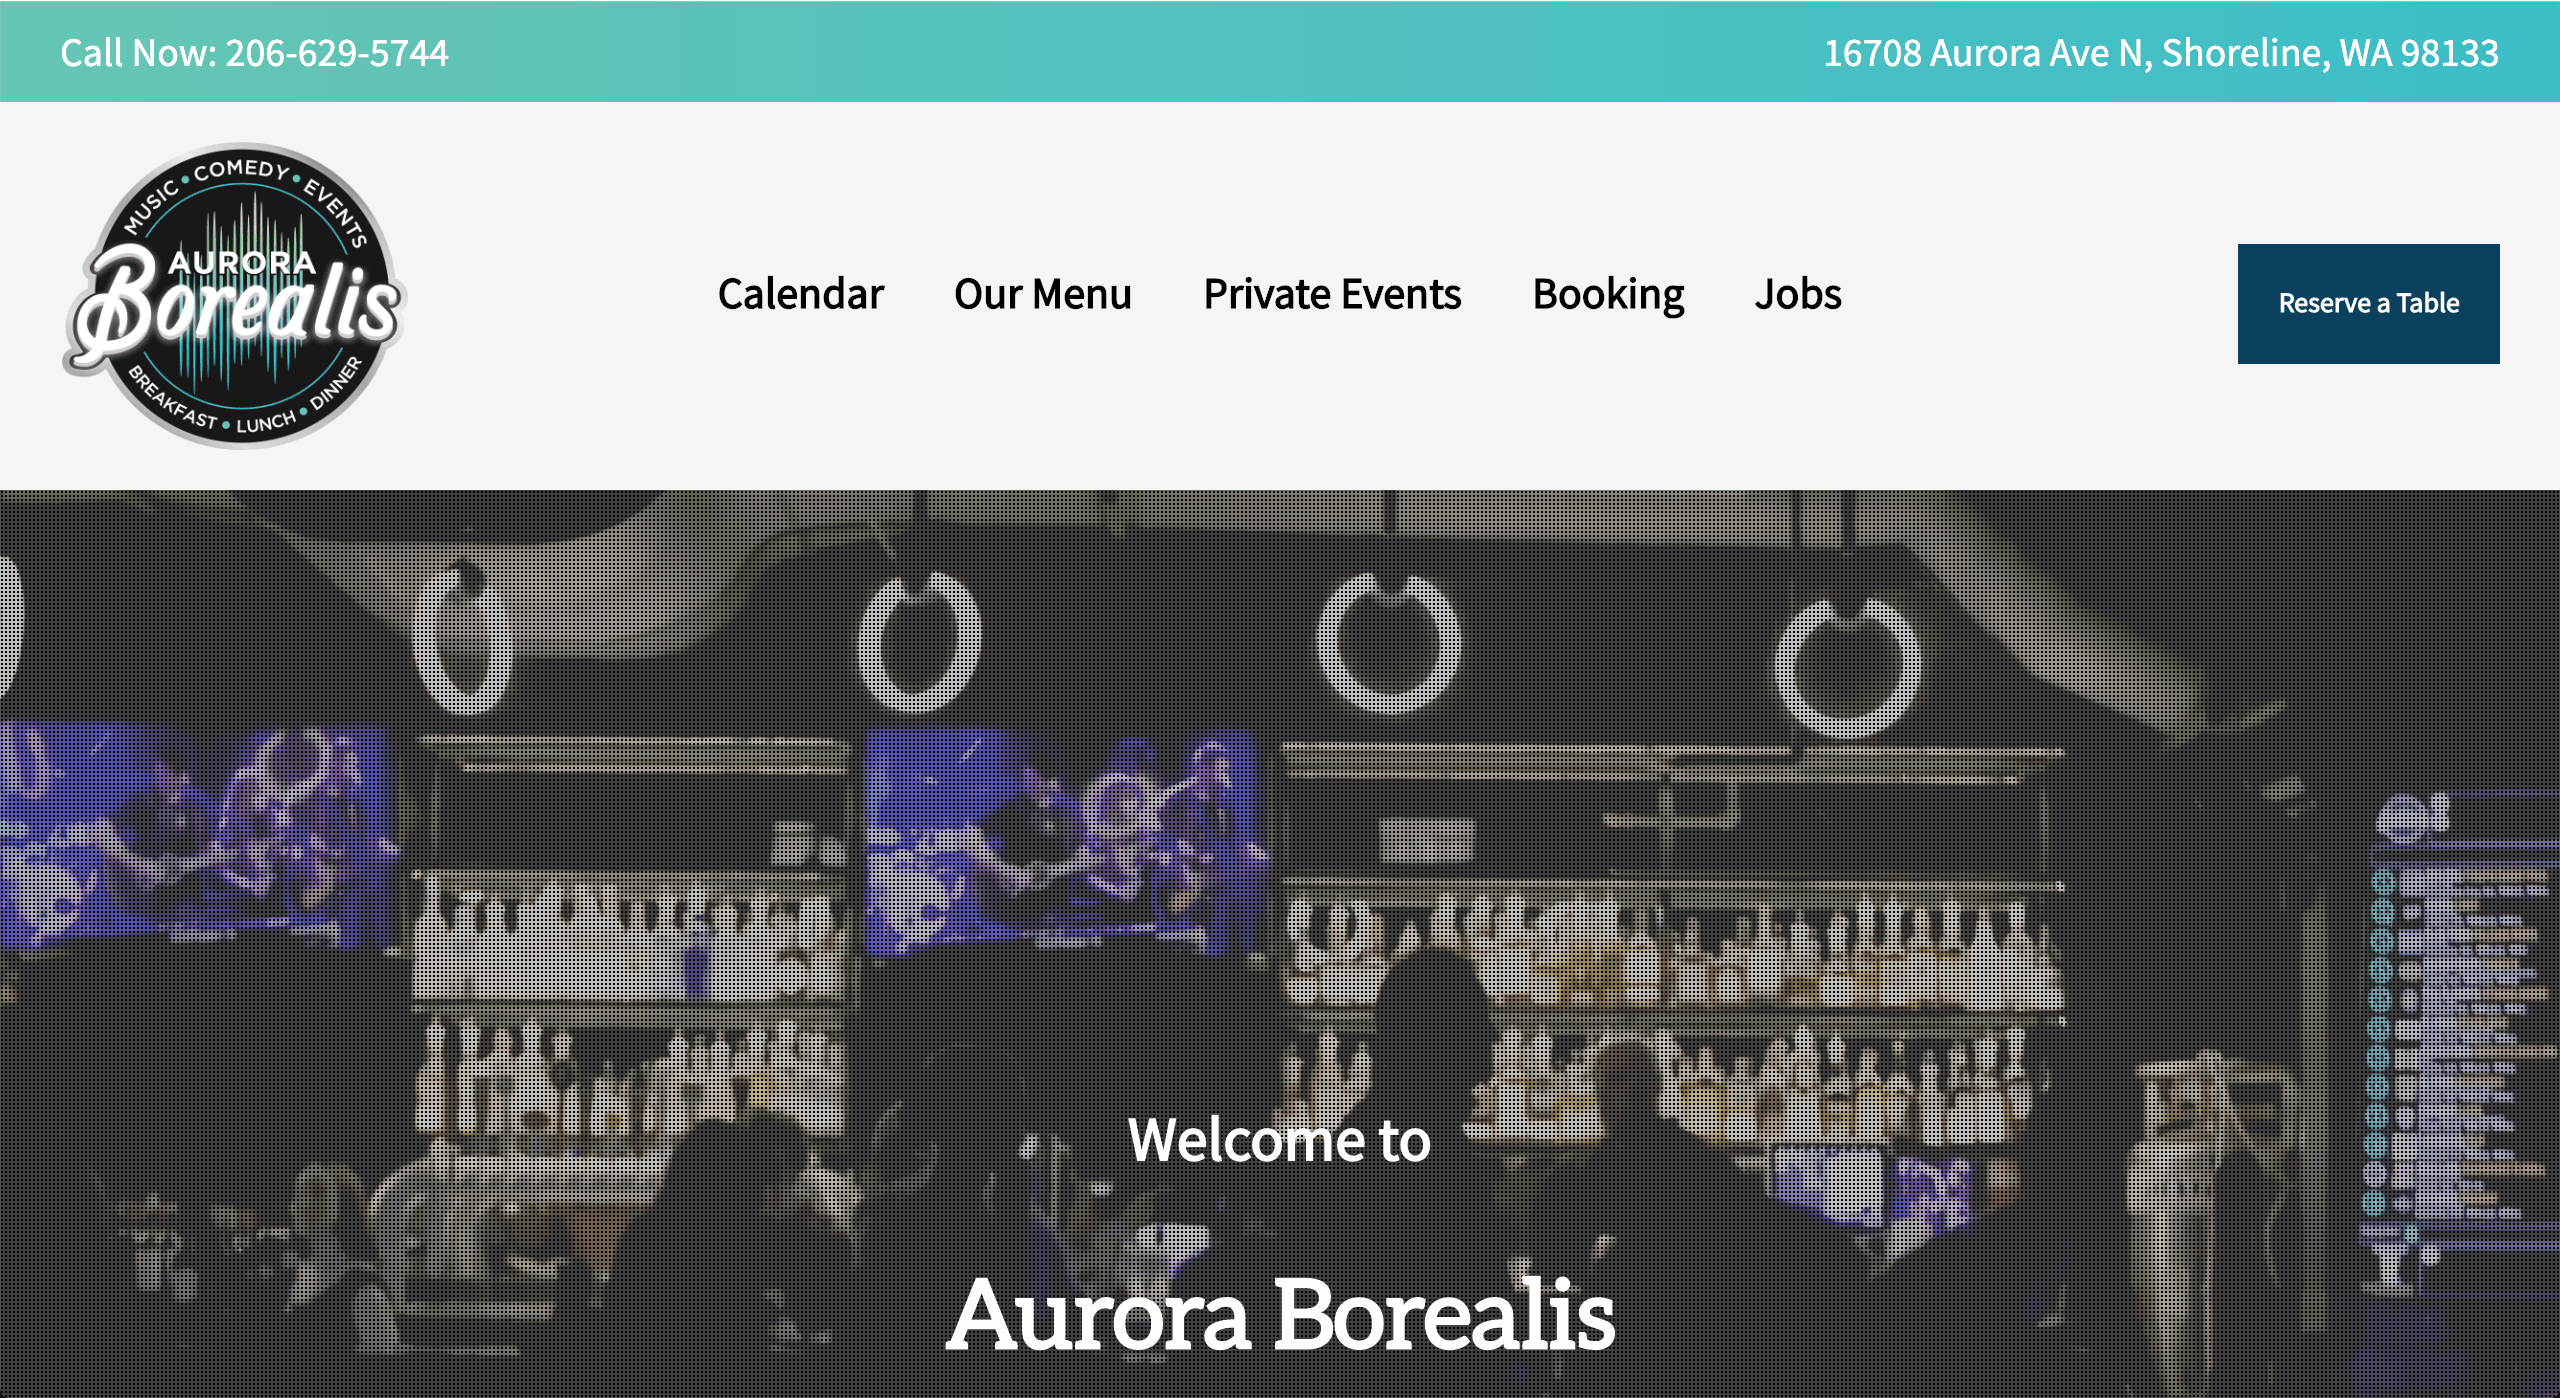 Call Now: 206-629-5744
16708 Aurora Ave N, Shoreline, WA 98133
MUSIC • COMEDY • EVENTS
AURORA
Borealis
BREAKFAST • LUNCH • DINNER
Calendar
Our Menu
Private Events
Booking
Jobs
Reserve a Table
Welcome to
Aurora Borealis